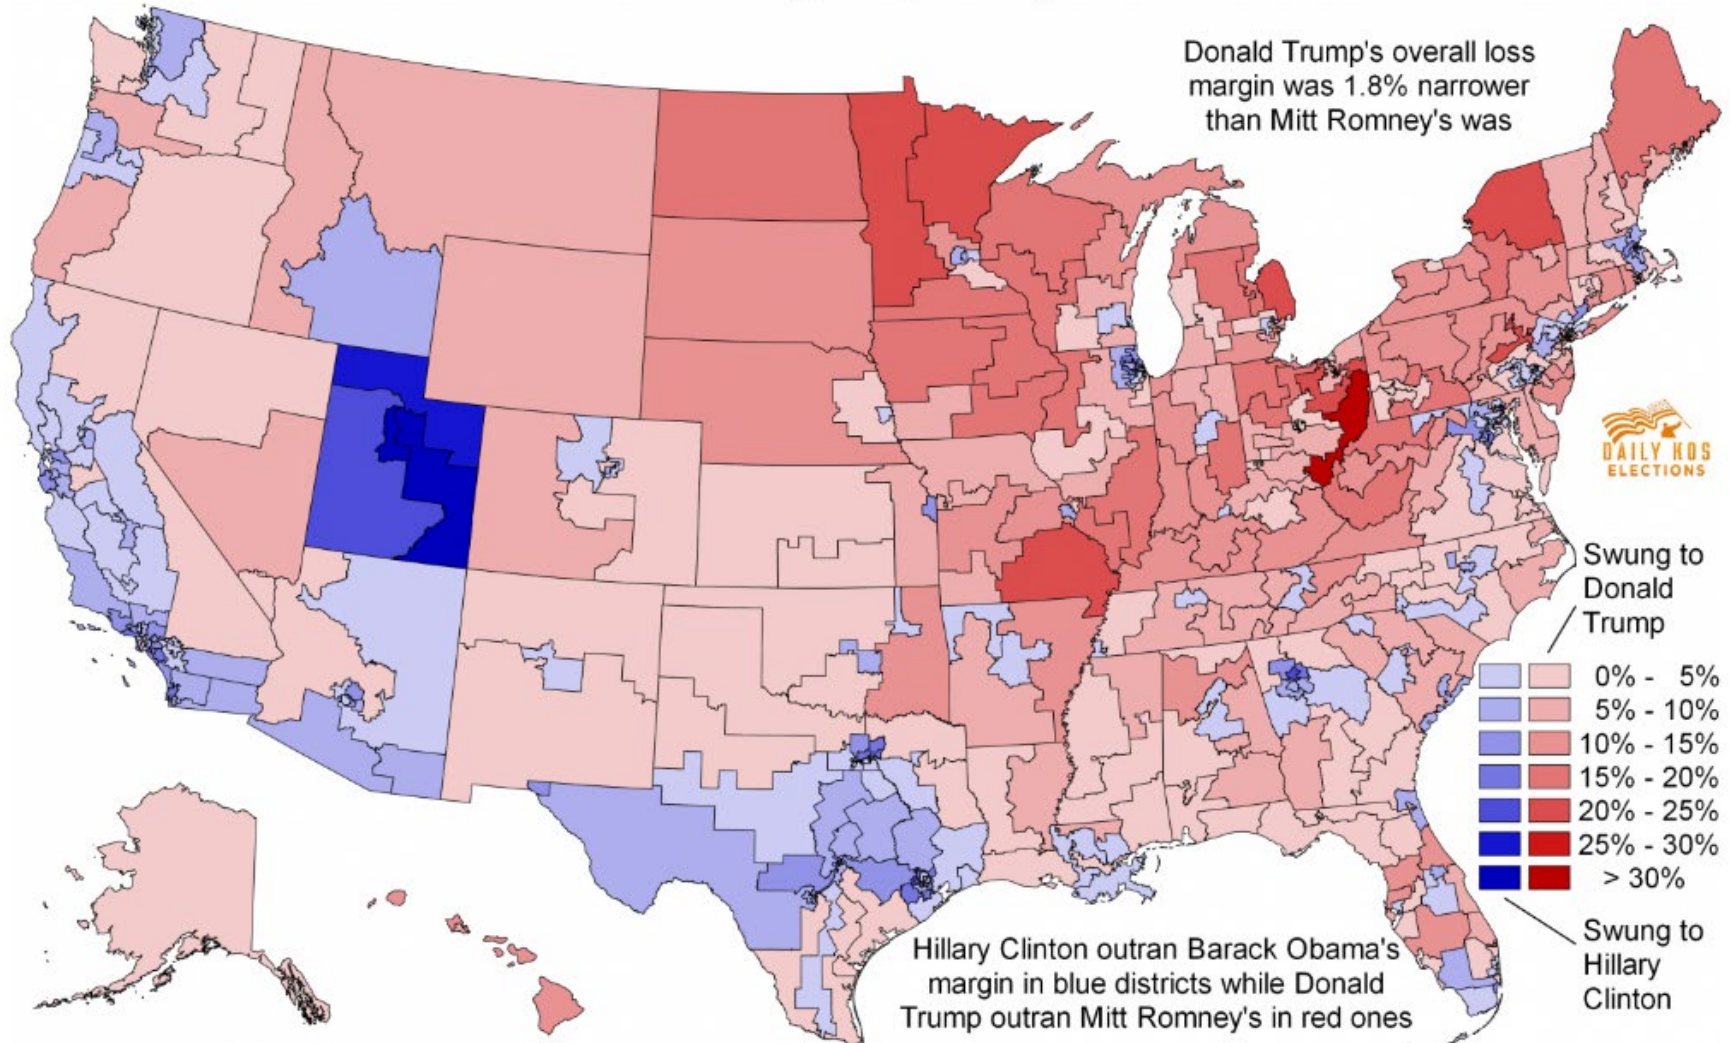 Donald Trump's overall loss
margin was 1.8% narrower
than Mitt Romney's was
DAILY KOS
ELECTIONS
Swung to
Donald
Trump
0% - 5%
5% - 10%
10% - 15%
15% - 20%
20% - 25%
25% - 30%
> 30%
Swung to
Hillary
Clinton
Hillary Clinton outran Barack Obama's
margin in blue districts while Donald
Trump outran Mitt Romney's in red ones